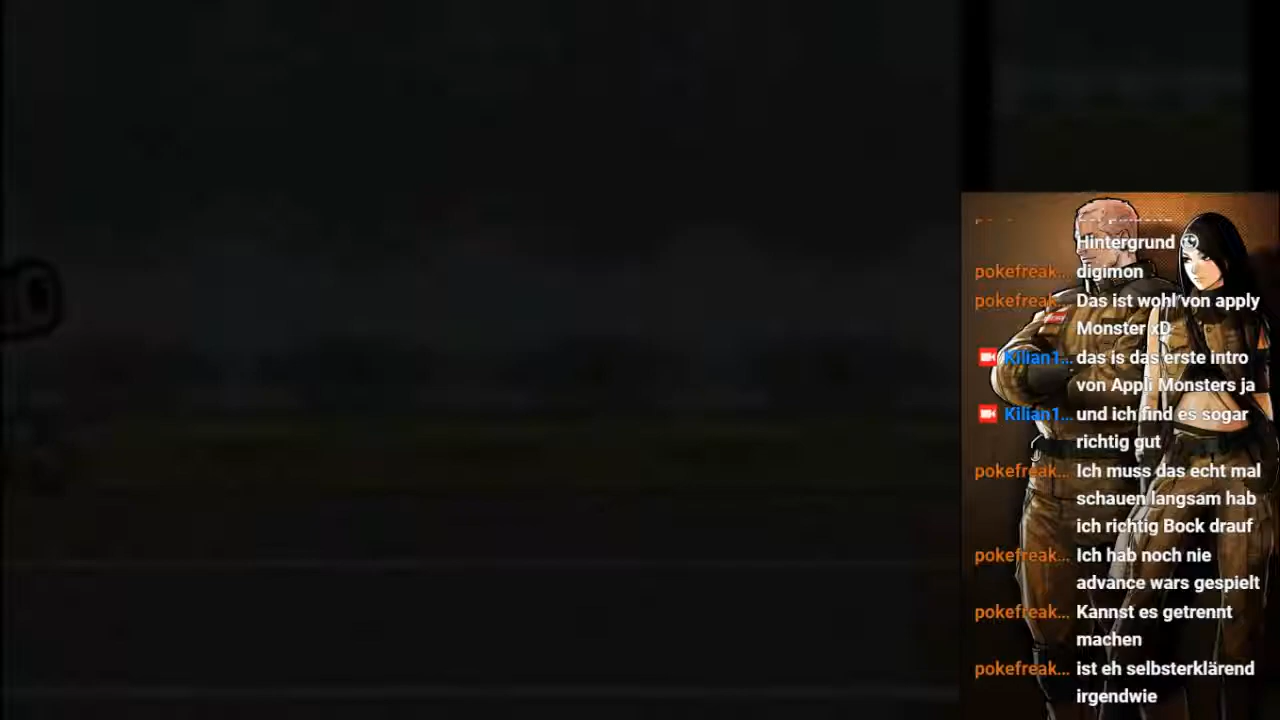 Hintergrund
pokefreak... digimon
pokefreak... Das ist wohl von apply
Monster xD
Kilian1... das is das erste intro
von Appli Monsters ja
Kilian1... und ich find es sogar
richtig gut
pokefreak... Ich muss das echt mal
schauen langsam hab
ich richtig Bock drauf
pokefreak... Ich hab noch nie
advance wars gespielt
pokefreak... Kannst es getrennt
machen
pokefreak... ist eh selbsterklärend
irgendwie